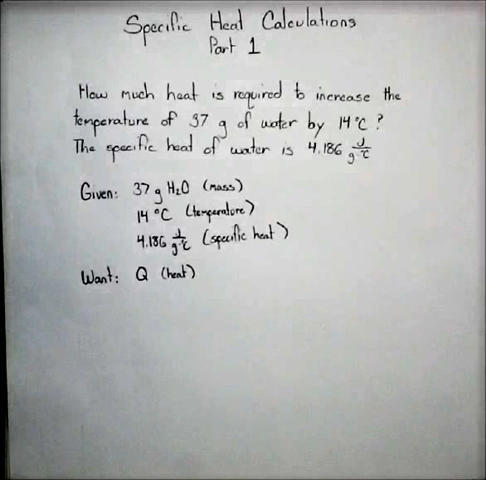 Specific Heat Calculations
Part 1
How much heat is required to increase the
temperature of 37 g of water by 14 °C ?
The specific heat of water is 4.186 J/g·°C
Given: 37 g H₂O (mass)
14 °C (temperature)
4.186 J/g·°C (specific heat)
Want: Q (heat)